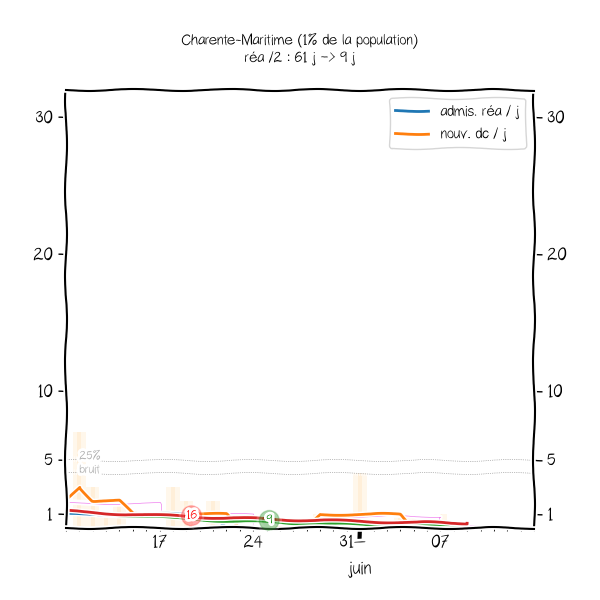 Charente-Maritime (1% de la population)
réa /2 : 61 j -> 9 j
admis. réa / j
nouv. dc / j
30
30
20
20
10
10
5
5
25%
bruit
1
1
16
9
17
24
31
07
juin